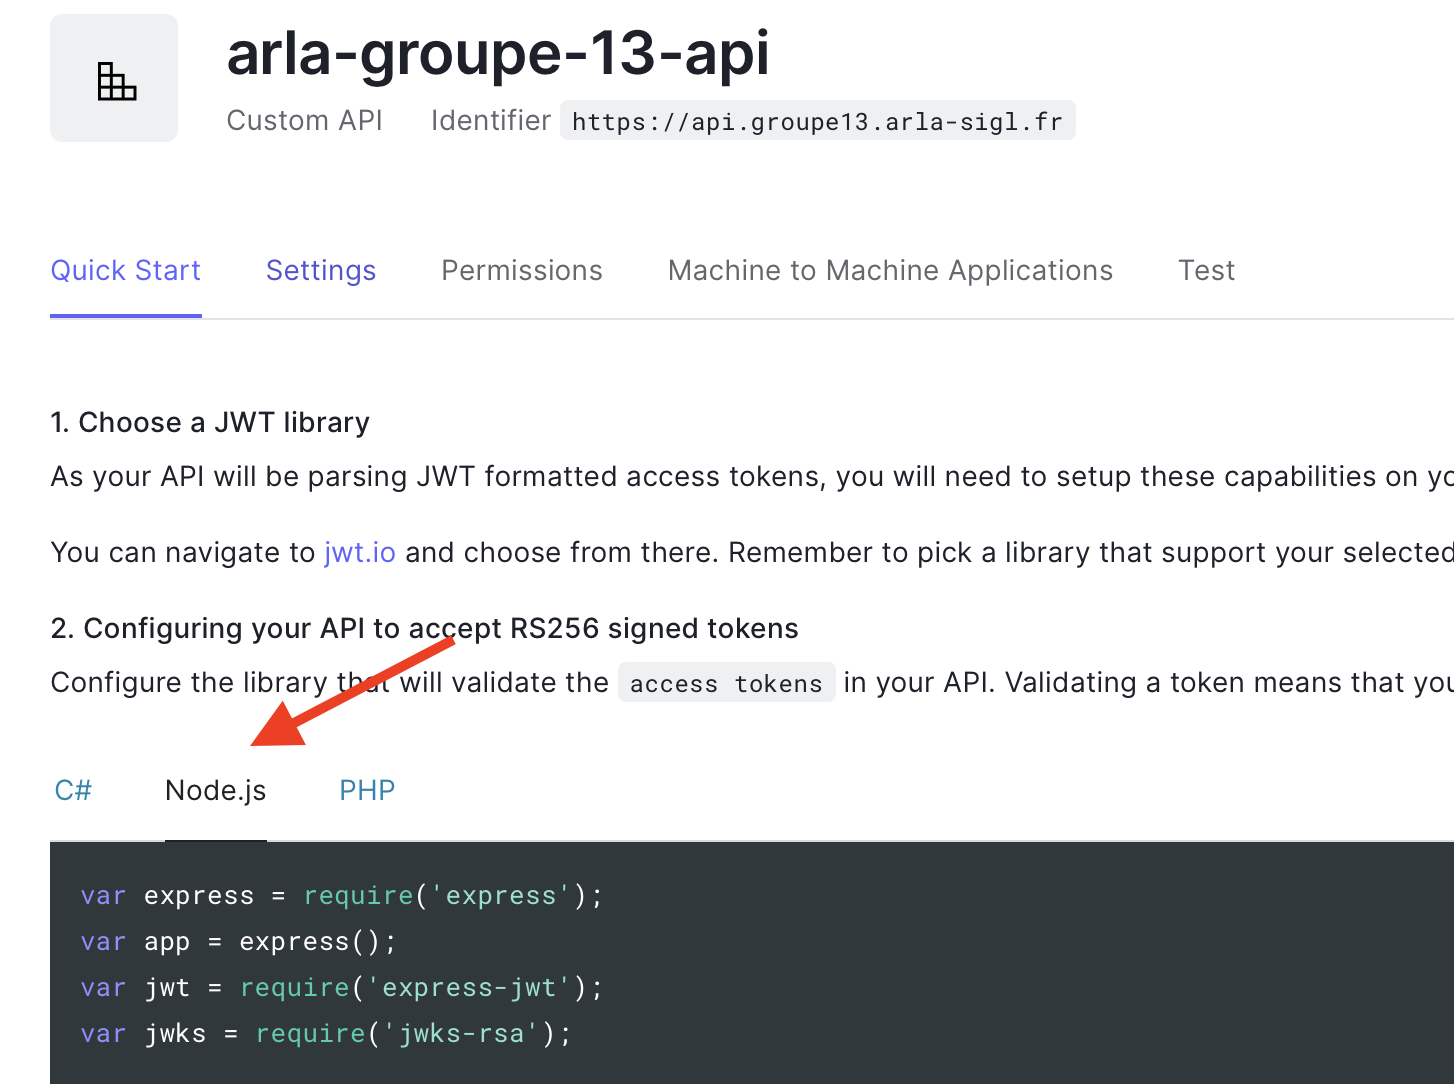 arla-groupe-13-api
Custom API Identifier https://api.groupe13.arla-sigl.fr
Quick Start Settings Permissions Machine to Machine Applications Test
1. Choose a JWT library
As your API will be parsing JWT formatted access tokens, you will need to setup these capabilities on yo
You can navigate to jwt.io and choose from there. Remember to pick a library that support your selected
2. Configuring your API to accept RS256 signed tokens
Configure the library that will validate the access tokens in your API. Validating a token means that you
C# Node.js PHP
var express = require('express');
var app = express();
var jwt = require('express-jwt');
var jwks = require('jwks-rsa');